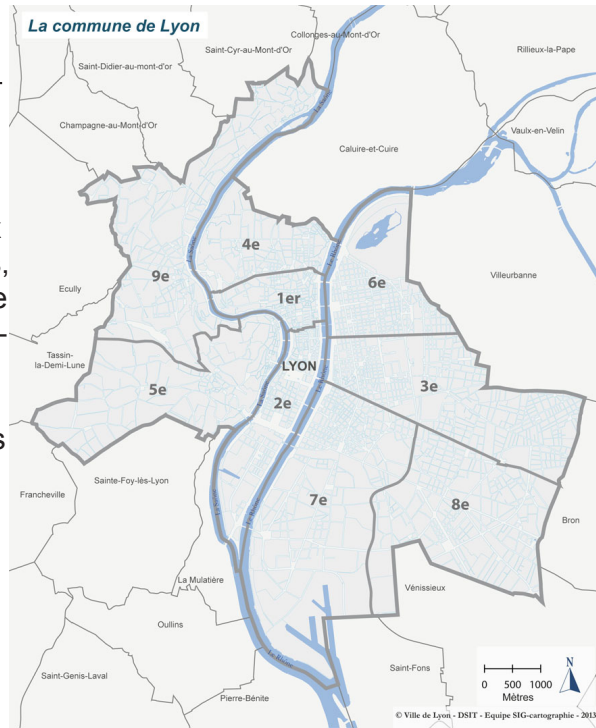 La commune de Lyon
Collonges-au-Mont-d'Or
Saint-Cyr-au-Mont-d'Or
Rillieux-la-Pape
Saint-Didier-au-mont-d'or
Champagne-au-Mont-d'Or
Vaulx-en-Velin
Caluire-et-Cuire
La Saône
4e
La Rhône
9e
6e
Villeurbanne
Ecully
1er
Tassin-
la-Demi-Lune
LYON
3e
5e
2e
Sainte-Foy-lès-Lyon
Francheville
7e
8e
Bron
La Mulatière
Vénissieux
Oullins
Saint-Genis-Laval
Saint-Fons
Pierre-Bénite
N
0 500 1000
Mètres
© Ville de Lyon - DSIT - Equipe SIG-cartographie - 2013